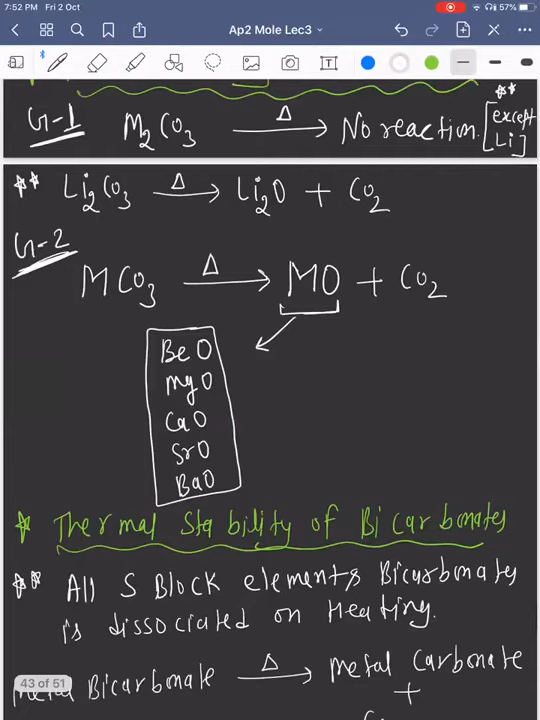 7:52 PM Fri 2 Oct 57%
Ap2 Mole Lec3
G-1 M2CO3 Δ→ No reaction. [except Li] **
** Li2CO3 Δ→ Li2O + CO2
G-2
MCO3 Δ→ MO + CO2
BeO
MgO
CaO
SrO
BaO
* Thermal Stability of Bicarbonates
** All S Block elements Bicarbonates
is dissociated on Heating.
Bicarbonate Δ→ Metal Carbonate
+
43 of 51